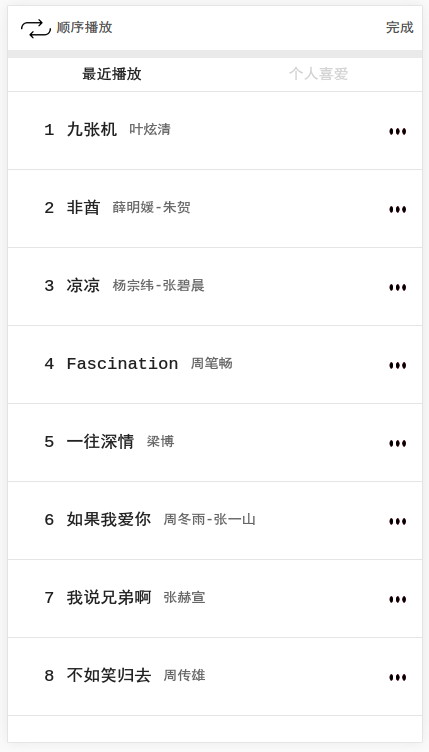 顺序播放 完成
最近播放 个人喜爱
1 九张机 叶炫清
2 非酋 薛明媛-朱贺
3 凉凉 杨宗纬-张碧晨
4 Fascination 周笔畅
5 一往深情 梁博
6 如果我爱你 周冬雨-张一山
7 我说兄弟啊 张赫宣
8 不如笑归去 周传雄